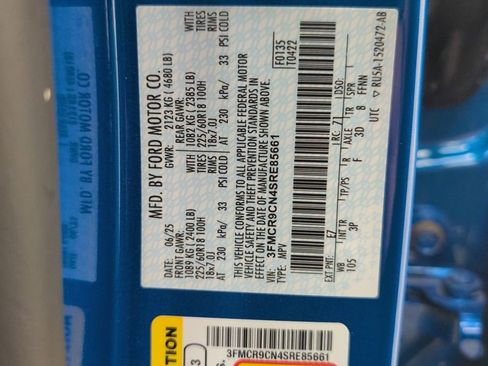 MFD. BY FORD MOTOR CO.
DATE: 06/25 GVWR: 2123 KG (4680 LB)
FRONT GAWR: REAR GAWR:
1089 KG (2400 LB) WITH 1082 KG (2385 LB) WITH
225/60R18 100H TIRES 225/60R18 100H TIRES
18x7.0J RIMS 18x7.0J RIMS
AT 230 kPa/ 33 PSI COLD AT 230 kPa/ 33 PSI COLD
THIS VEHICLE CONFORMS TO ALL APPLICABLE FEDERAL MOTOR
VEHICLE SAFETY AND THEFT PREVENTION STANDARDS IN
EFFECT ON THE DATE OF MANUFACTURE SHOWN ABOVE.
VIN: 3FMCR9CN4SRE85661
TYPE: MPV
F0135
T0422
EXT PNT: E7 RC: 71 DSO:
WB INT TR TP/PS R AXLE TR SPR
105 3P F 3D 8 FFNN
UTC RU5A-1520472-AB
3FMCR9CN4SRE85661